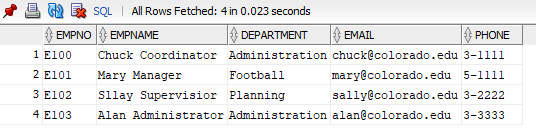 SQL | All Rows Fetched: 4 in 0.023 seconds
EMPNO EMPNAME DEPARTMENT EMAIL PHONE
1 E100 Chuck Coordinator Administration chuck@colorado.edu 3-1111
2 E101 Mary Manager Football mary@colorado.edu 5-1111
3 E102 Sllay Supervisior Planning sally@colorado.edu 3-2222
4 E103 Alan Administrator Administration alan@colorado.edu 3-3333